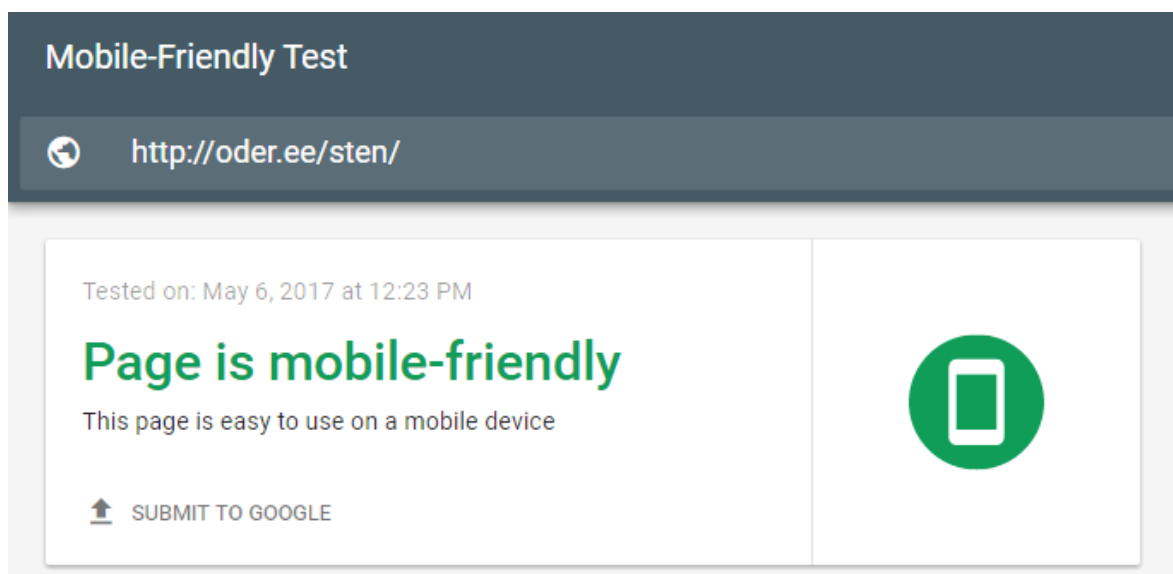 Mobile-Friendly Test
http://oder.ee/sten/
Tested on: May 6, 2017 at 12:23 PM
Page is mobile-friendly
This page is easy to use on a mobile device
SUBMIT TO GOOGLE